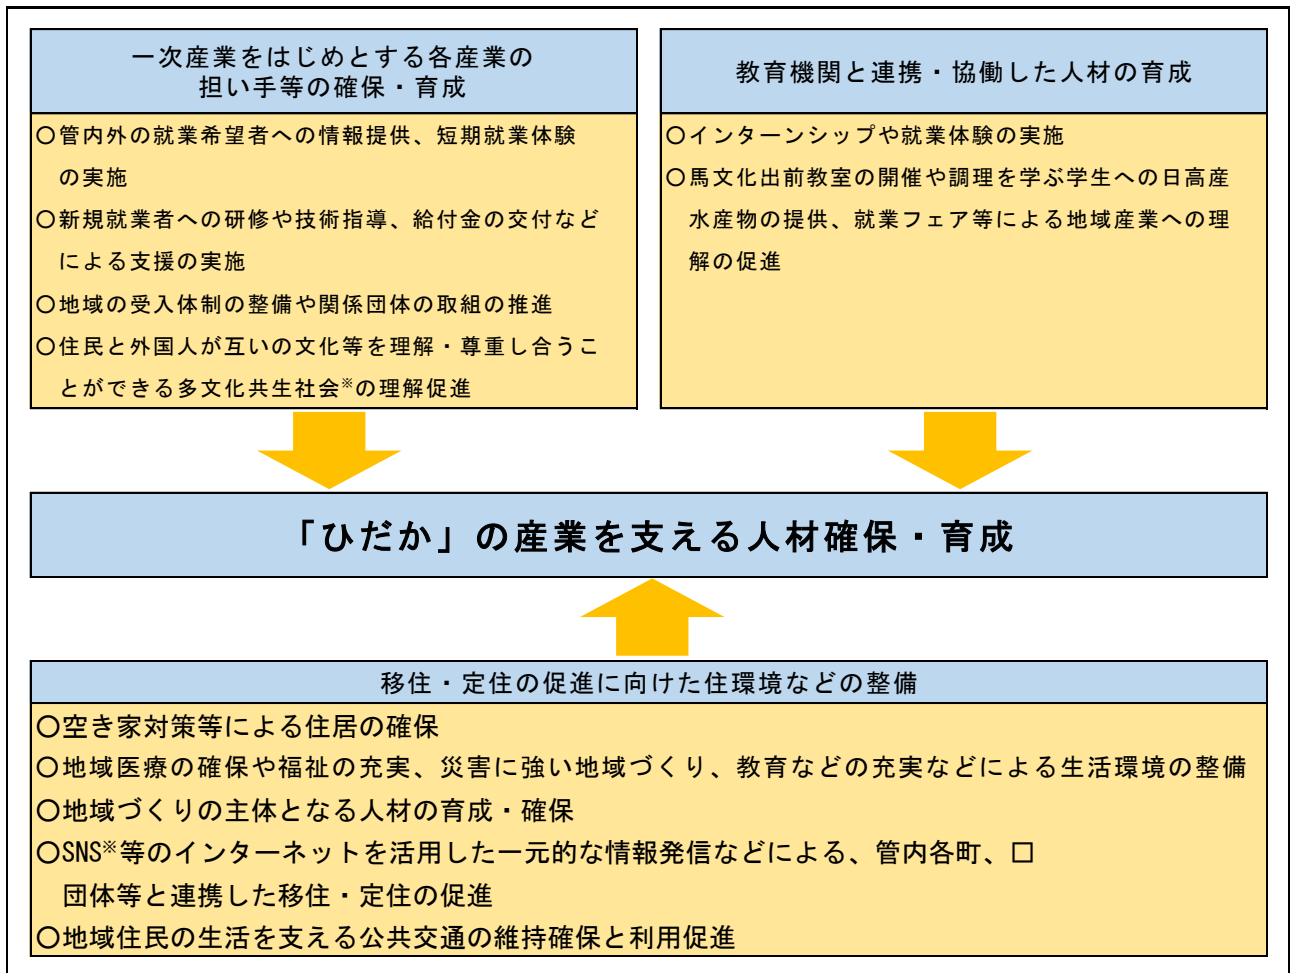 一次産業をはじめとする各産業の
担い手等の確保・育成
〇管内外の就業希望者への情報提供、短期就業体験
の実施
〇新規就業者への研修や技術指導、給付金の交付など
による支援の実施
〇地域の受入体制の整備や関係団体の取組の推進
〇住民と外国人が互いの文化等を理解・尊重し合うこ
とができる多文化共生社会※の理解促進
教育機関と連携・協働した人材の育成
〇インターンシップや就業体験の実施
〇馬文化出前教室の開催や調理を学ぶ学生への日高産
水産物の提供、就業フェア等による地域産業への理
解の促進
「ひだか」の産業を支える人材確保・育成
移住・定住の促進に向けた住環境などの整備
〇空き家対策等による住居の確保
〇地域医療の確保や福祉の充実、災害に強い地域づくり、教育などの充実などによる生活環境の整備
〇地域づくりの主体となる人材の育成・確保
〇SNS※等のインターネットを活用した一元的な情報発信などによる、管内各町、□
団体等と連携した移住・定住の促進
〇地域住民の生活を支える公共交通の維持確保と利用促進